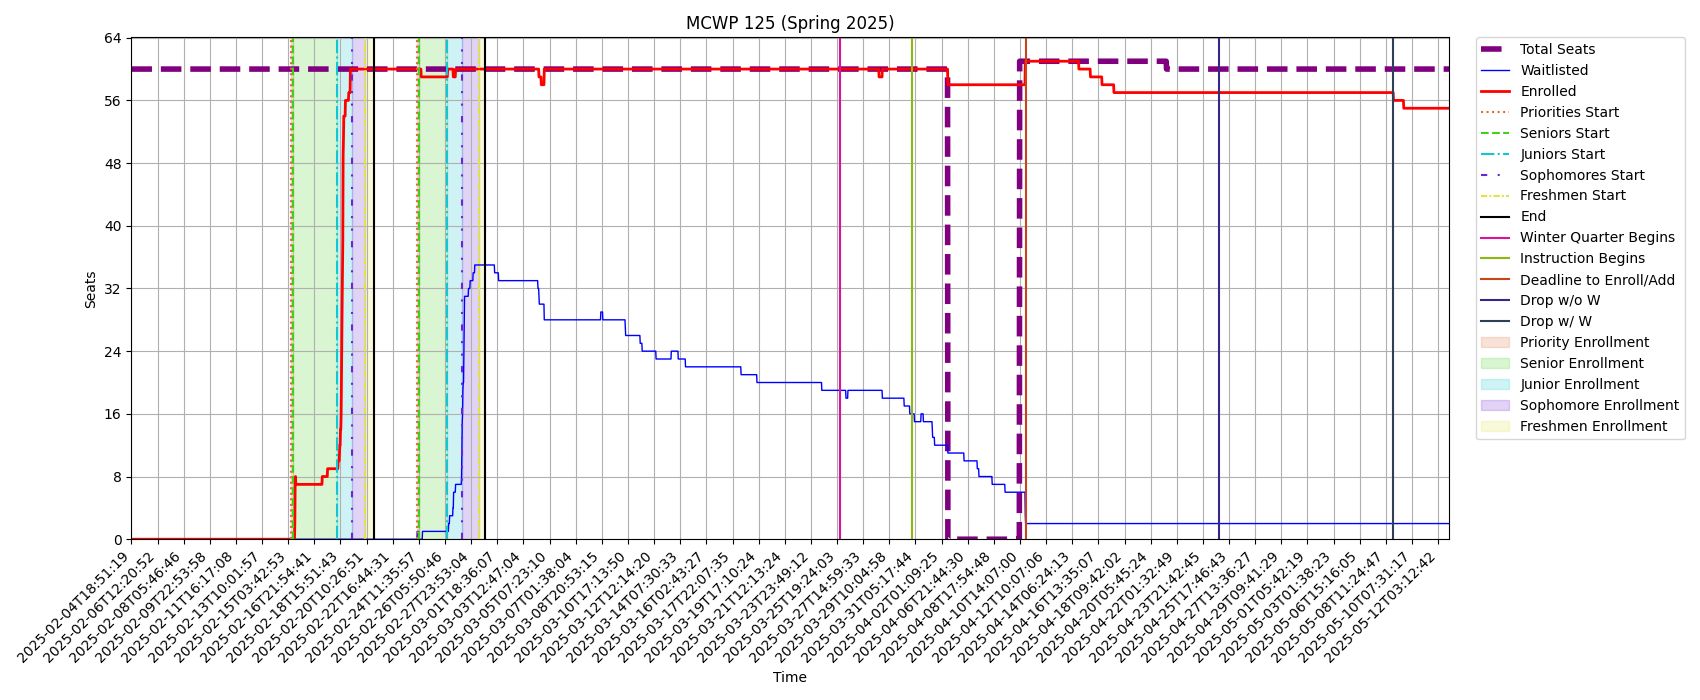 MCWP 125 (Spring 2025)
64
56
48
40
32
24
16
8
0
Seats
2025-02-04T18:51:19
2025-02-06T12:20:52
2025-02-08T05:46:46
2025-02-09T22:53:58
2025-02-11T16:17:08
2025-02-13T10:01:57
2025-02-15T03:42:53
2025-02-16T21:54:41
2025-02-18T15:51:43
2025-02-20T10:26:51
2025-02-22T16:44:31
2025-02-24T11:35:57
2025-02-26T05:50:46
2025-02-27T23:53:04
2025-03-01T18:36:07
2025-03-03T12:47:04
2025-03-05T07:23:10
2025-03-07T01:38:04
2025-03-08T20:53:15
2025-03-10T17:13:50
2025-03-12T12:14:20
2025-03-14T07:30:33
2025-03-16T02:43:27
2025-03-17T22:07:35
2025-03-19T17:10:24
2025-03-21T12:13:24
2025-03-23T23:49:12
2025-03-25T19:24:03
2025-03-27T14:59:33
2025-03-29T10:04:58
2025-03-31T05:17:44
2025-04-02T01:09:25
2025-04-06T21:44:30
2025-04-08T17:54:48
2025-04-10T14:07:00
2025-04-12T10:07:06
2025-04-14T06:24:13
2025-04-16T13:35:07
2025-04-18T09:42:02
2025-04-20T05:45:24
2025-04-22T01:32:49
2025-04-23T21:42:45
2025-04-25T17:46:43
2025-04-27T13:36:27
2025-04-29T09:41:29
2025-05-01T05:42:19
2025-05-03T01:38:23
2025-05-06T15:16:05
2025-05-08T11:24:47
2025-05-10T07:31:17
2025-05-12T03:12:42
Time
Total Seats
Waitlisted
Enrolled
Priorities Start
Seniors Start
Juniors Start
Sophomores Start
Freshmen Start
End
Winter Quarter Begins
Instruction Begins
Deadline to Enroll/Add
Drop w/o W
Drop w/ W
Priority Enrollment
Senior Enrollment
Junior Enrollment
Sophomore Enrollment
Freshmen Enrollment